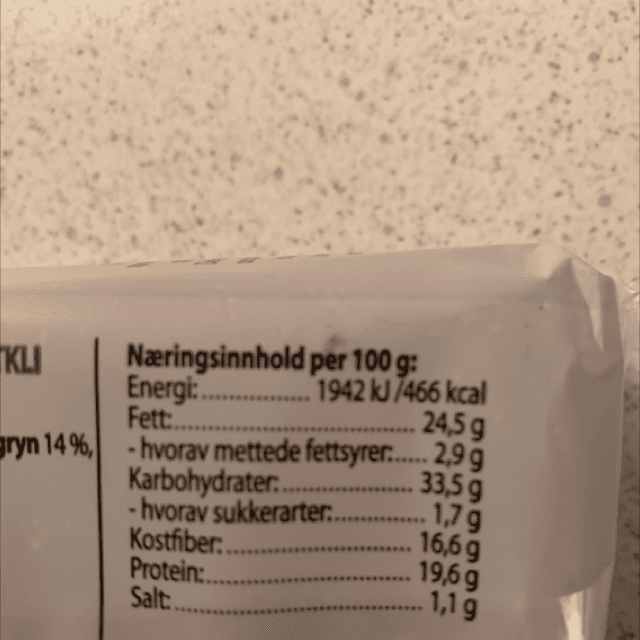 TKLI
gryn 14 %,
Næringsinnhold per 100 g:
Energi:.................. 1942 kJ /466 kcal
Fett:........................................ 24,5 g
- hvorav mettede fettsyrer:...... 2,9 g
Karbohydrater:...................... 33,5 g
- hvorav sukkerarter:............... 1,7 g
Kostfiber:............................... 16,6 g
Protein:.................................. 19,6 g
Salt:......................................... 1,1 g